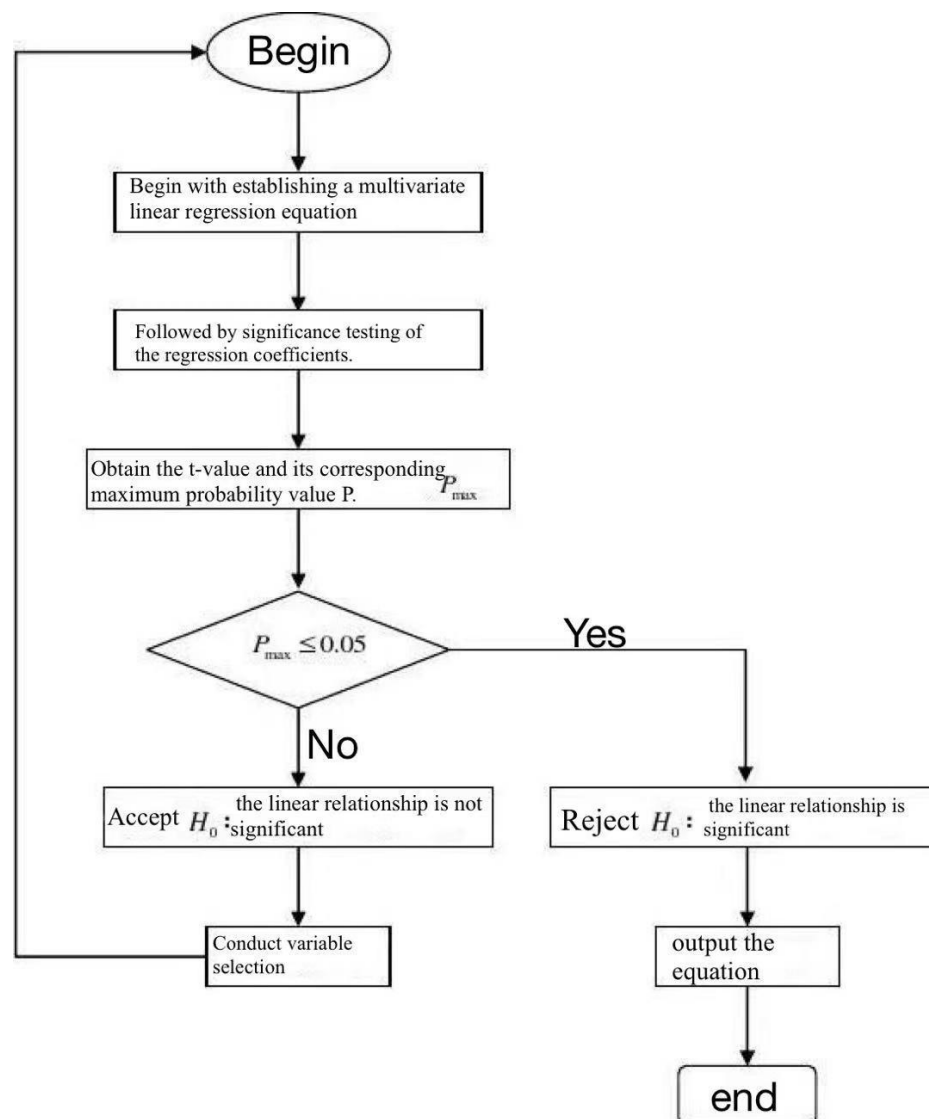 Begin
Begin with establishing a multivariate
linear regression equation
Followed by significance testing of
the regression coefficients.
Obtain the t-value and its corresponding
maximum probability value P. Pmax
Pmax ≤ 0.05
Yes
No
Accept H0: the linear relationship is not
significant
Reject H0: the linear relationship is
significant
Conduct variable
selection
output the
equation
end